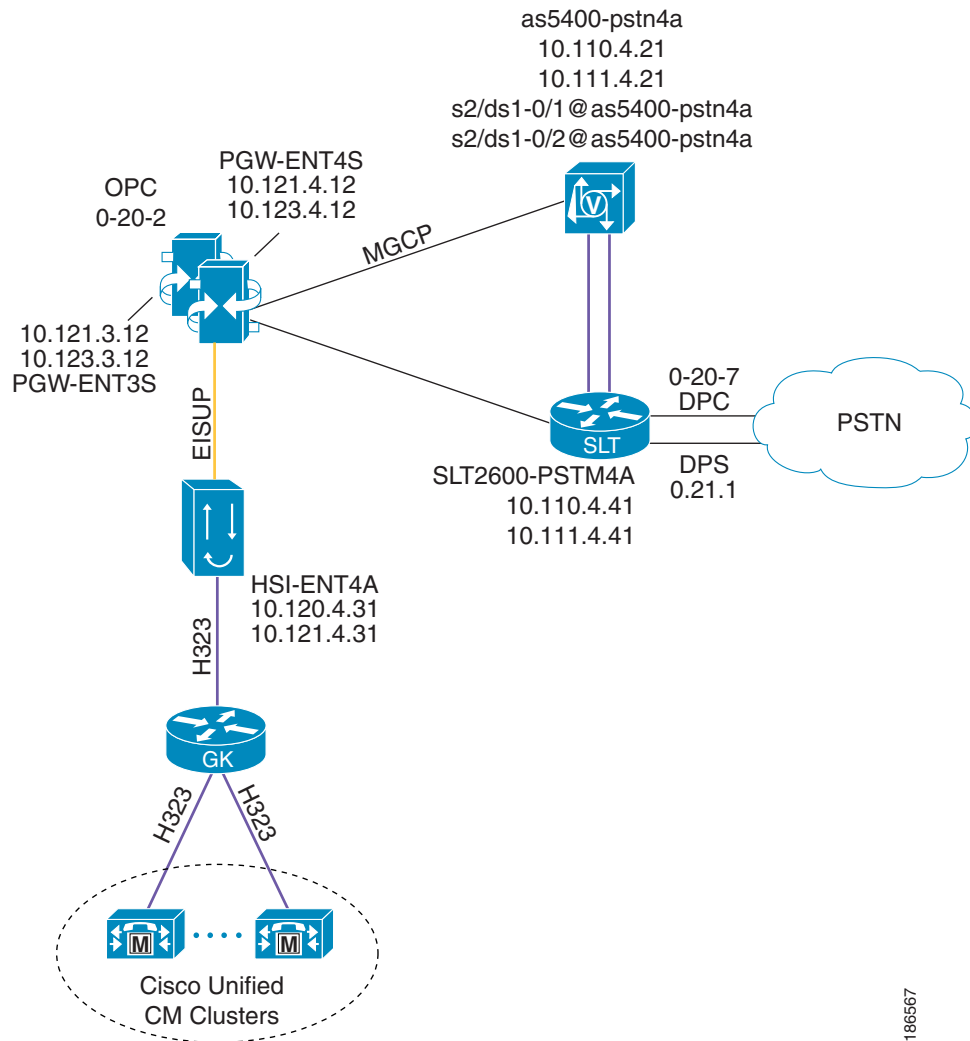 as5400-pstn4a
10.110.4.21
10.111.4.21
s2/ds1-0/1@as5400-pstn4a
s2/ds1-0/2@as5400-pstn4a
PGW-ENT4S
10.121.4.12
10.123.4.12
OPC
0-20-2
V
MGCP
10.121.3.12
10.123.3.12
PGW-ENT3S
EISUP
0-20-7
DPC
PSTN
SLT
DPS
0.21.1
SLT2600-PSTM4A
10.110.4.41
10.111.4.41
HSI-ENT4A
10.120.4.31
10.121.4.31
H323
GK
H323
H323
M
M
Cisco Unified
CM Clusters
186567